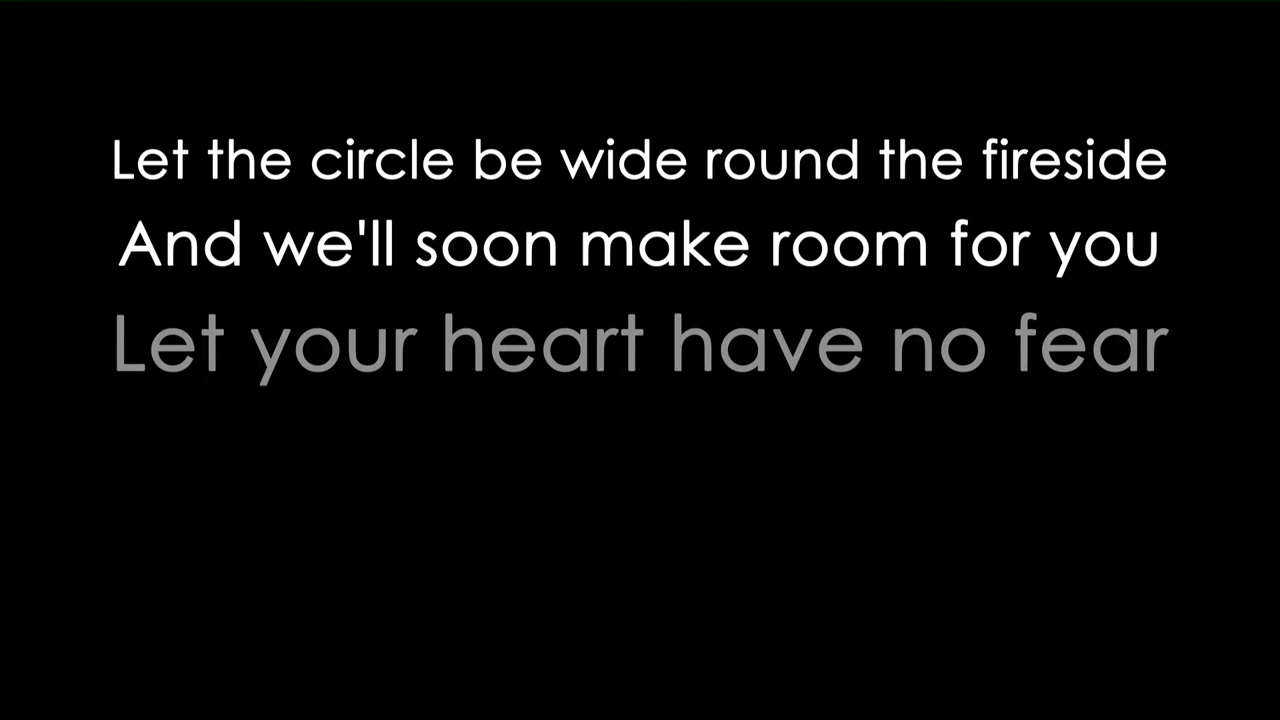 Let the circle be wide round the fireside
And we'll soon make room for you
Let your heart have no fear